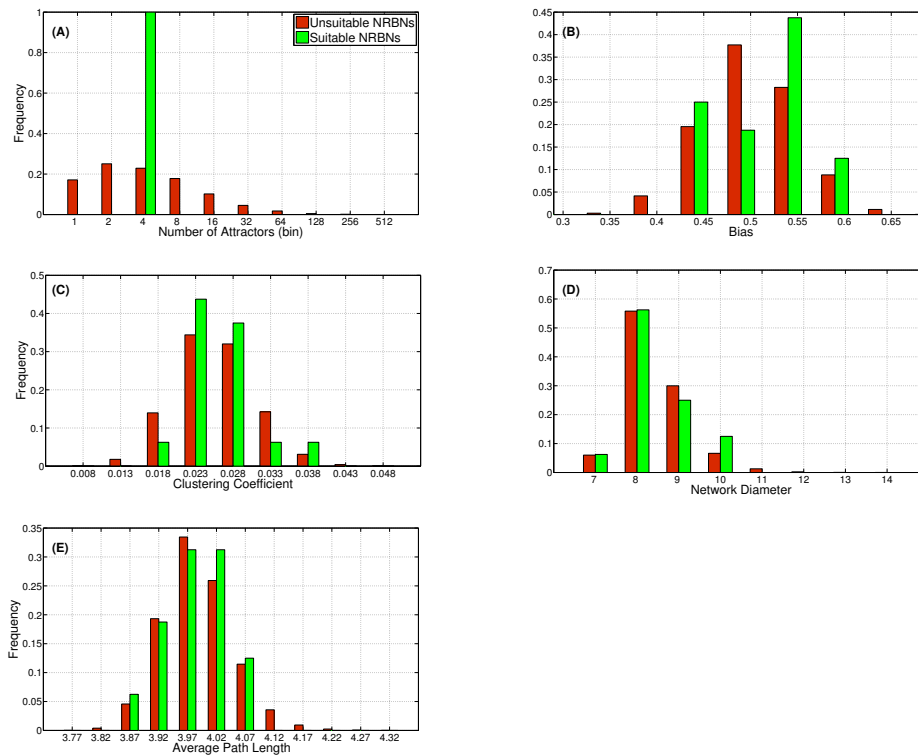 (A)
Unsuitable NRBNs
Suitable NRBNs
Frequency
1
0.8
0.6
0.4
0.2
0
1 2 4 8 16 32 64 128 256 512
Number of Attractors (bin)
(B)
0.45
0.4
0.35
0.3
0.25
0.2
0.15
0.1
0.05
0
0.3 0.35 0.4 0.45 0.5 0.55 0.6 0.65
Bias
(C)
Frequency
0.5
0.4
0.3
0.2
0.1
0
0.008 0.013 0.018 0.023 0.028 0.033 0.038 0.043 0.048
Clustering Coefficient
(D)
0.7
0.6
0.5
0.4
0.3
0.2
0.1
0
7 8 9 10 11 12 13 14
Network Diameter
(E)
Frequency
0.35
0.3
0.25
0.2
0.15
0.1
0.05
0
3.77 3.82 3.87 3.92 3.97 4.02 4.07 4.12 4.17 4.22 4.27 4.32
Average Path Length